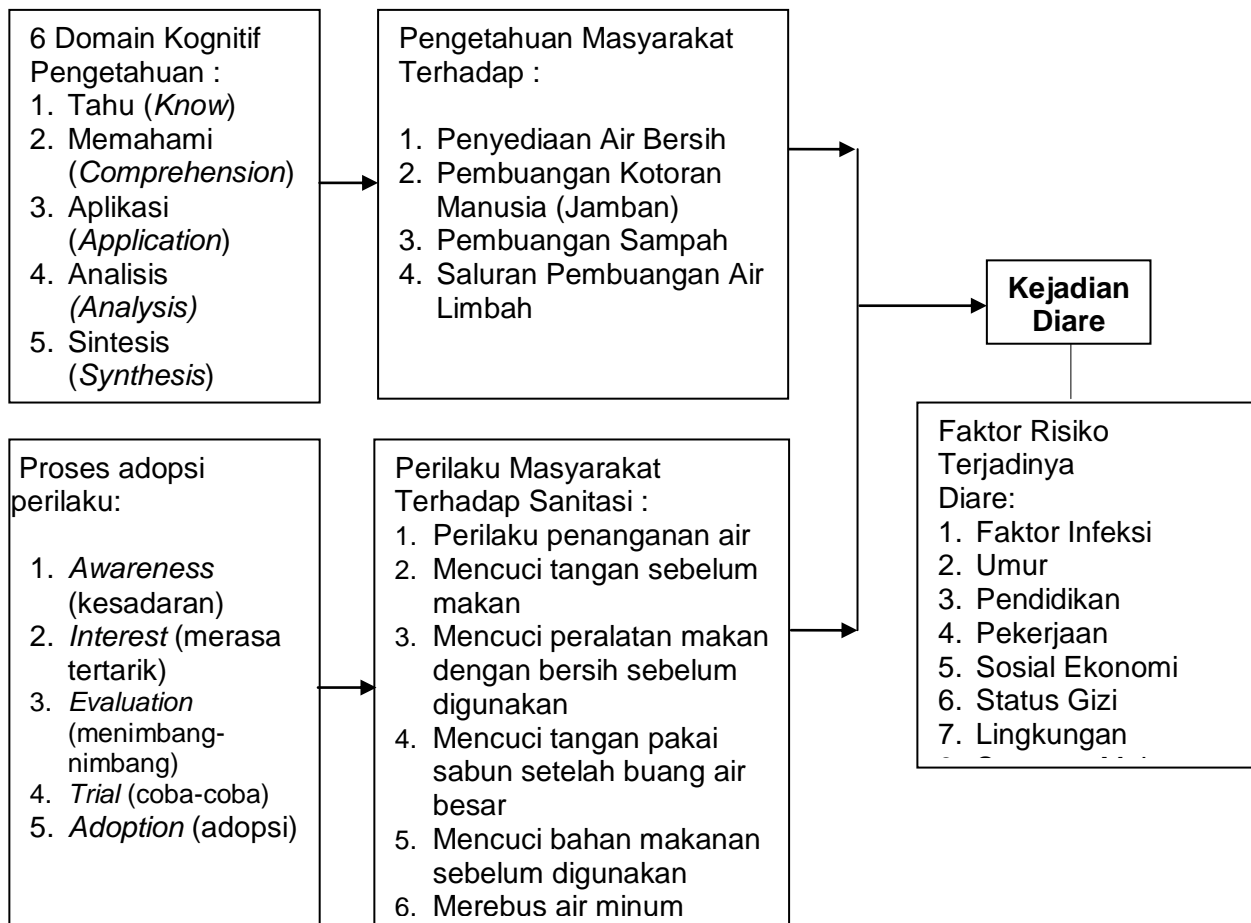 6 Domain Kognitif
Pengetahuan :
1. Tahu (Know)
2. Memahami
(Comprehension)
3. Aplikasi
(Application)
4. Analisis
(Analysis)
5. Sintesis
(Synthesis)
Pengetahuan Masyarakat
Terhadap :
1. Penyediaan Air Bersih
2. Pembuangan Kotoran
Manusia (Jamban)
3. Pembuangan Sampah
4. Saluran Pembuangan Air
Limbah
Kejadian
Diare
Proses adopsi
perilaku:
1. Awareness
(kesadaran)
2. Interest (merasa
tertarik)
3. Evaluation
(menimbang-
nimbang)
4. Trial (coba-coba)
5. Adoption (adopsi)
Perilaku Masyarakat
Terhadap Sanitasi :
1. Perilaku penanganan air
2. Mencuci tangan sebelum
makan
3. Mencuci peralatan makan
dengan bersih sebelum
digunakan
4. Mencuci tangan pakai
sabun setelah buang air
besar
5. Mencuci bahan makanan
sebelum digunakan
6. Merebus air minum
Faktor Risiko
Terjadinya
Diare:
1. Faktor Infeksi
2. Umur
3. Pendidikan
4. Pekerjaan
5. Sosial Ekonomi
6. Status Gizi
7. Lingkungan